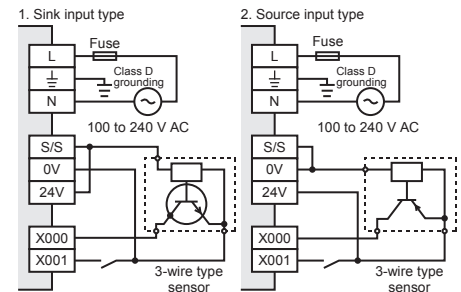 1. Sink input type
L
Fuse
Class D
grounding
N
100 to 240 V AC
S/S
0V
24V
X000
X001
3-wire type
sensor
2. Source input type
L
Fuse
Class D
grounding
N
100 to 240 V AC
S/S
0V
24V
X000
X001
3-wire type
sensor